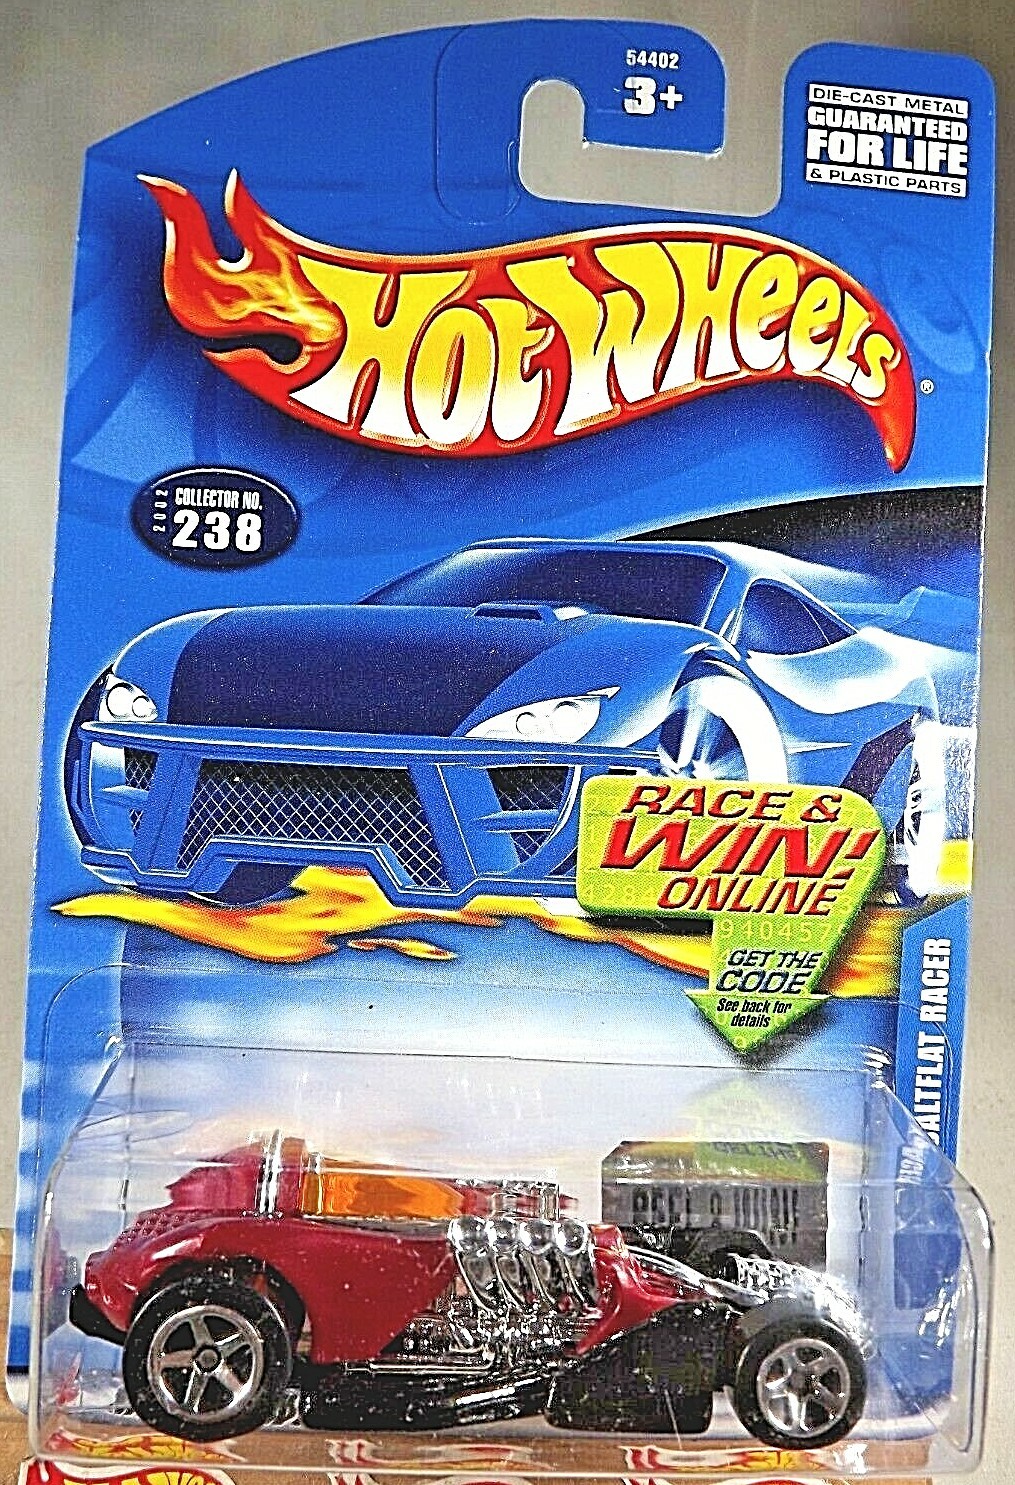 54402
3+
DIE-CAST METAL
GUARANTEED
FOR LIFE
& PLASTIC PARTS
HOT WHEELS
®
2002
COLLECTOR NO.
238
RACE &
WIN!
ONLINE
940457
GET THE
CODE
See back for
details
ALTFLAT RACER